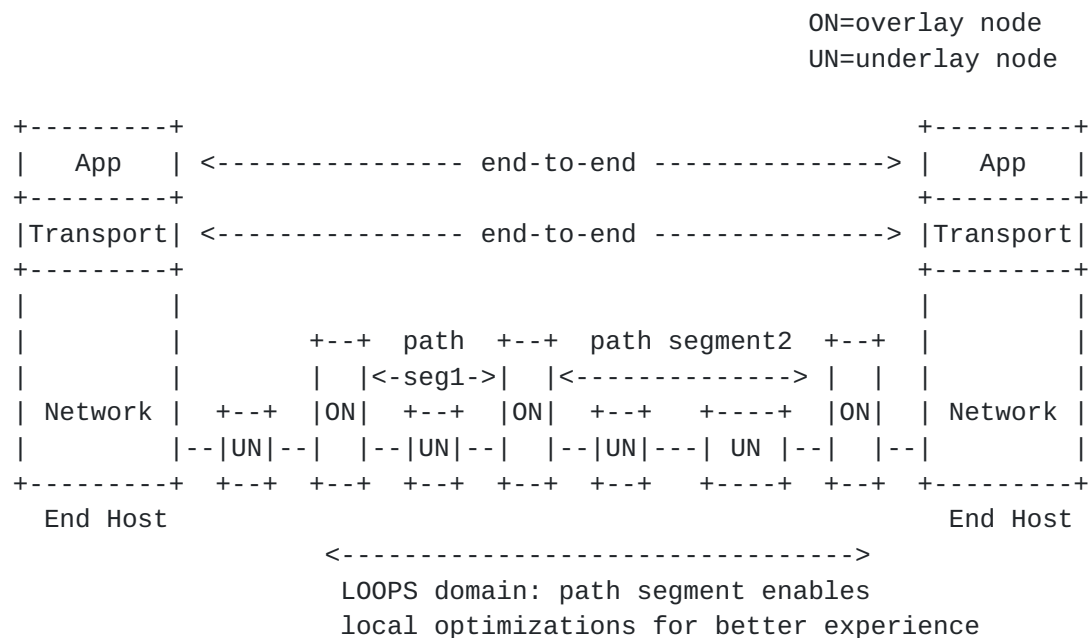 ON=overlay node
UN=underlay node
+---------+ +---------+
| App | <---------------- end-to-end ---------------> | App |
+---------+ +---------+
|Transport| <---------------- end-to-end ---------------> |Transport|
+---------+ +---------+
| | | |
| | +--+ path +--+ path segment2 +--+ | |
| | | |<-seg1->| |<--------------> | | | |
| Network | +--+ |ON| +--+ |ON| +--+ +----+ |ON| | Network |
| |--|UN|--| |--|UN|--| |--|UN|---| UN |--| |--| |
+---------+ +--+ +--+ +--+ +--+ +--+ +----+ +--+ +---------+
End Host End Host
<--------------------------------->
LOOPS domain: path segment enables
local optimizations for better experience